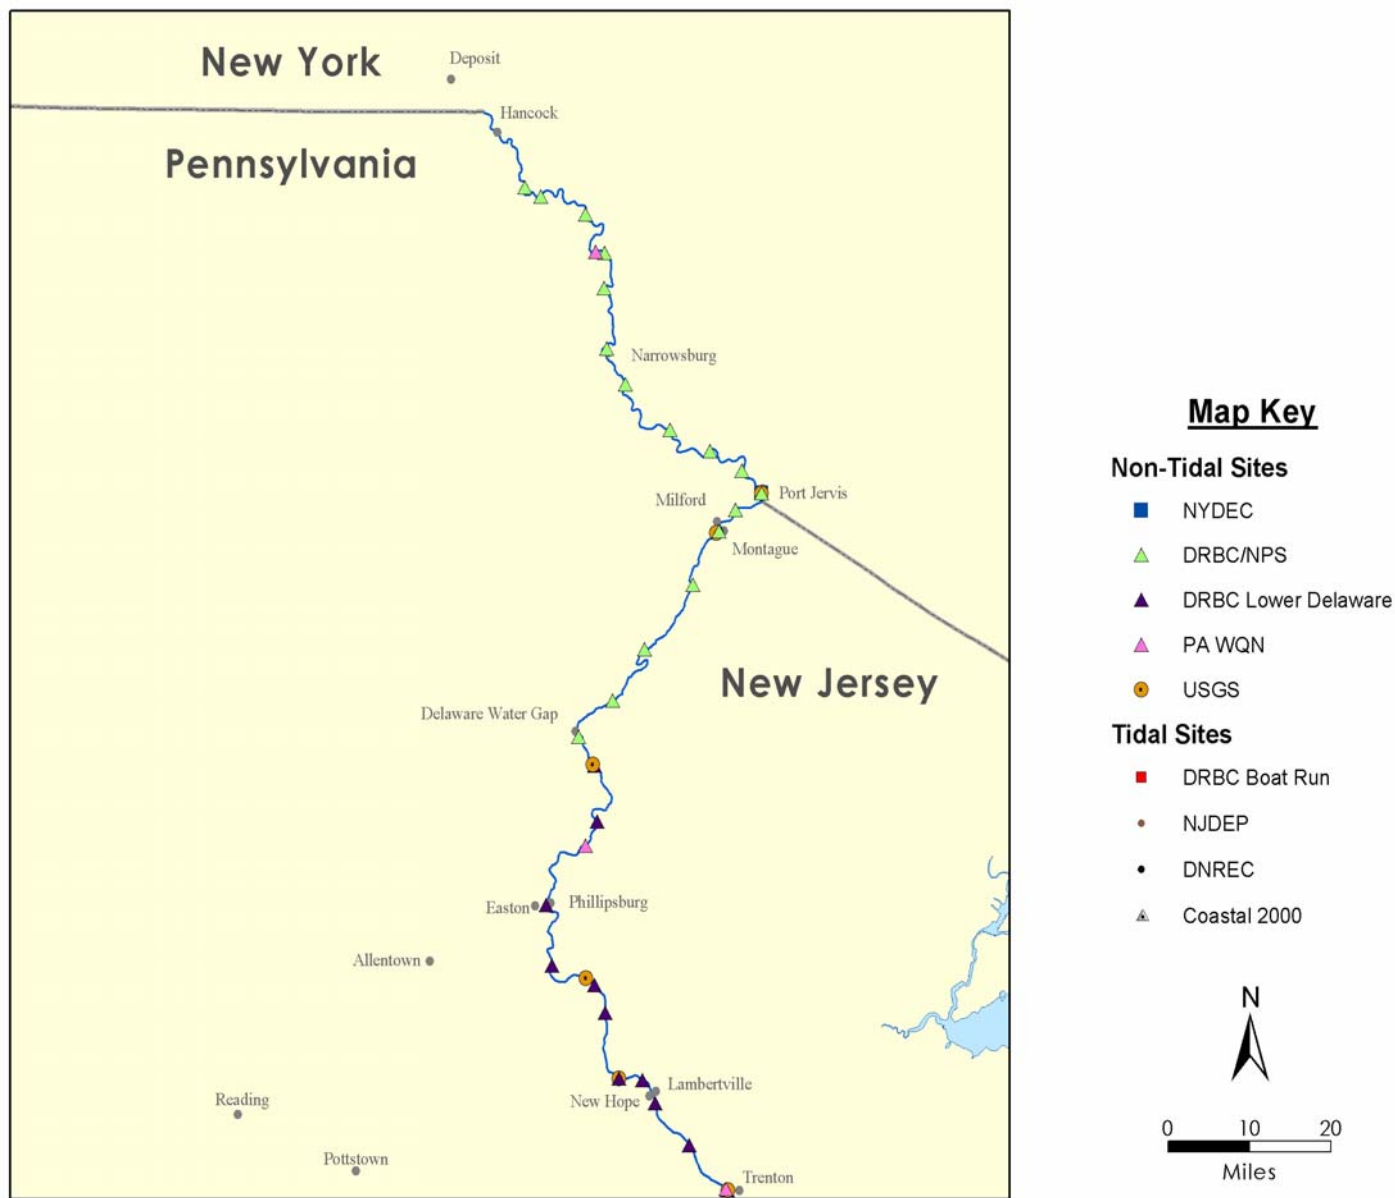 New York
Deposit
Hancock
Pennsylvania
Narrowsburg
Milford
Port Jervis
Montague
New Jersey
Delaware Water Gap
Easton
Phillipsburg
Allentown
Lambertville
New Hope
Reading
Pottstown
Trenton
Map Key
Non-Tidal Sites
NYDEC
DRBC/NPS
DRBC Lower Delaware
PA WQN
USGS
Tidal Sites
DRBC Boat Run
NJDEP
DNREC
Coastal 2000
N
0 10 20
Miles